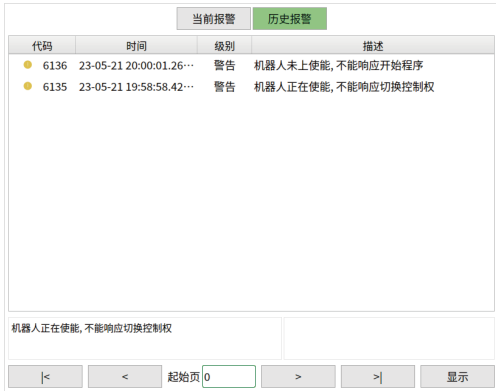 当前报警 历史报警
代码 时间 级别 描述
6136 23-05-21 20:00:01.26··· 警告 机器人未上使能, 不能响应开始程序
6135 23-05-21 19:58:58.42··· 警告 机器人正在使能, 不能响应切换控制权
机器人正在使能, 不能响应切换控制权
|< < 起始页 0 > >| 显示